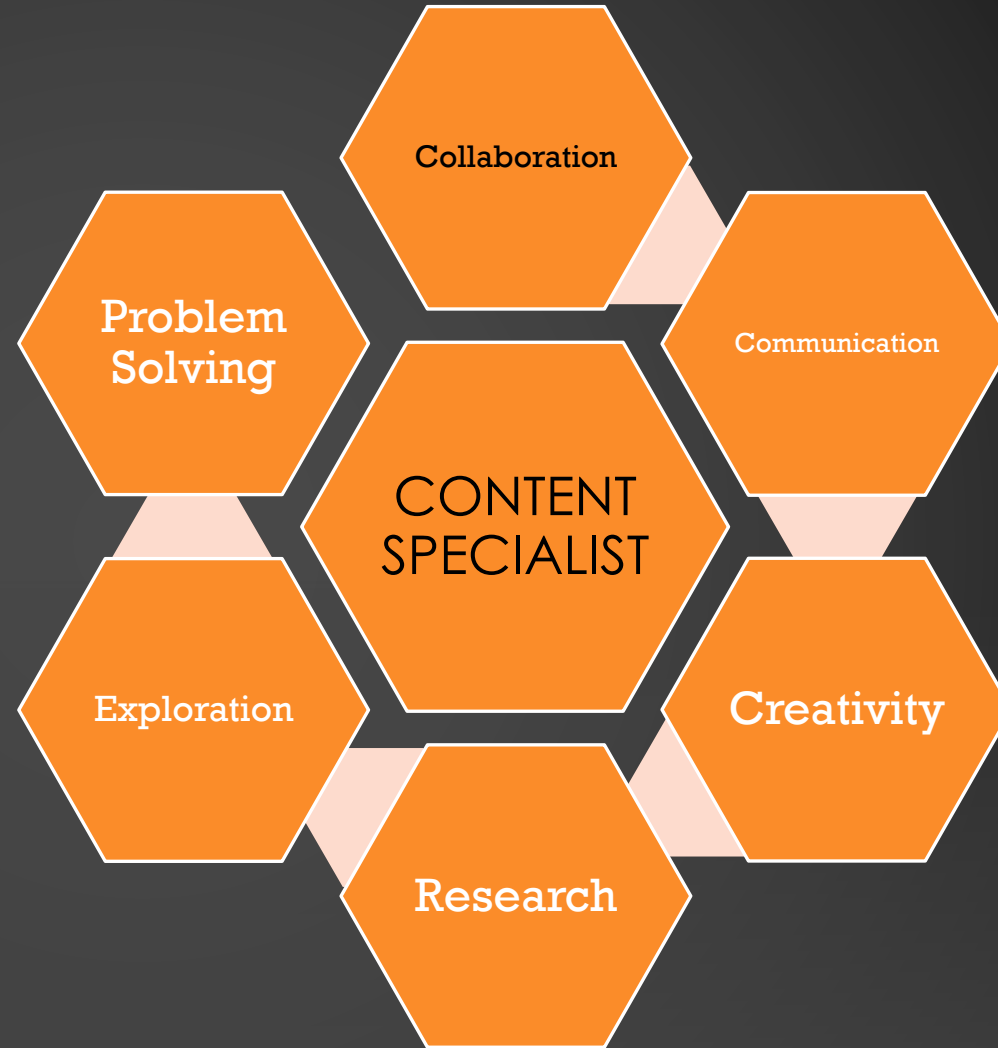 Collaboration
Communication
Problem
Solving
CONTENT
SPECIALIST
Exploration
Creativity
Research